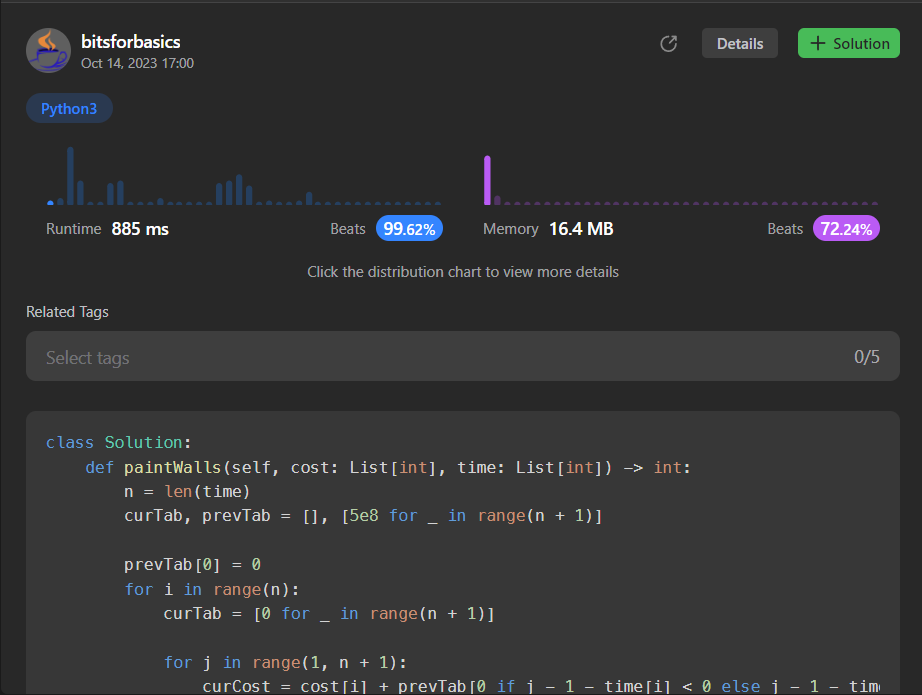 bitsforbasics
Oct 14, 2023 17:00
Details
+ Solution
Python3
Runtime 885 ms Beats 99.62%
Memory 16.4 MB Beats 72.24%
Click the distribution chart to view more details
Related Tags
Select tags 0/5
class Solution:
    def paintWalls(self, cost: List[int], time: List[int]) -> int:
        n = len(time)
        curTab, prevTab = [], [5e8 for _ in range(n + 1)]
        prevTab[0] = 0
        for i in range(n):
            curTab = [0 for _ in range(n + 1)]
            for j in range(1, n + 1):
                curCost = cost[i] + prevTab[0 if j - 1 - time[i] < 0 else j - 1 -